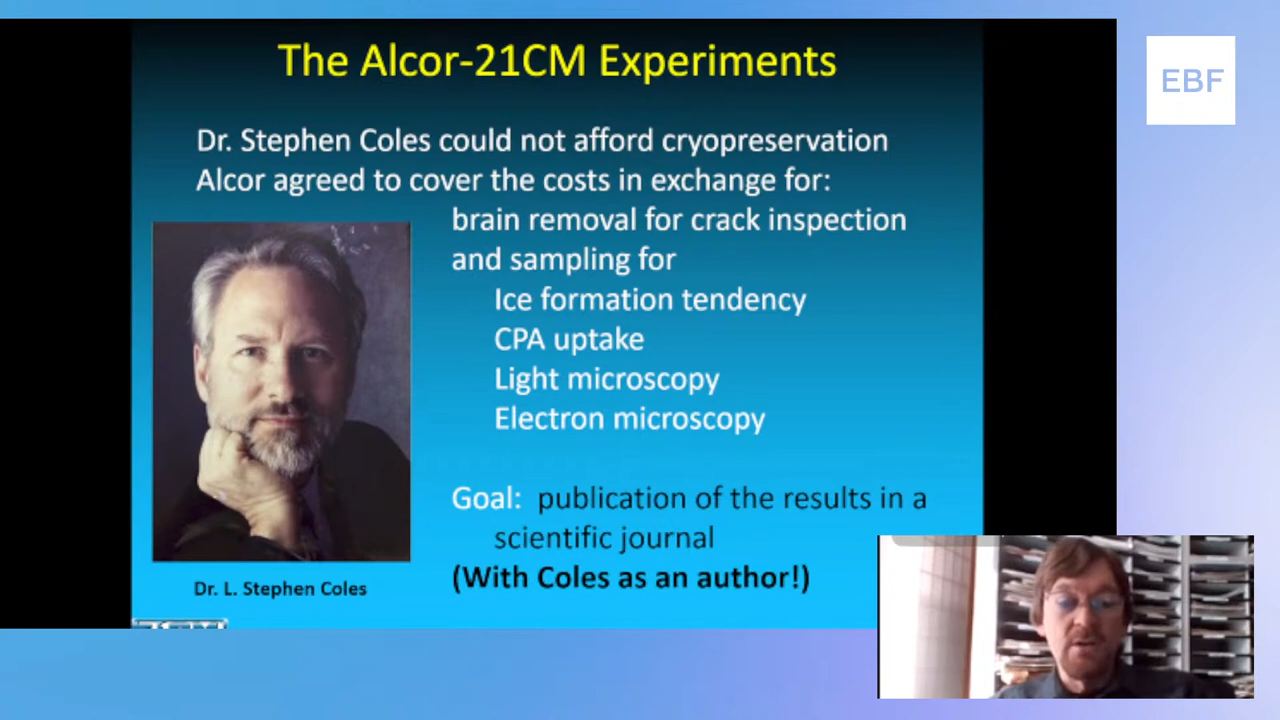 The Alcor-21CM Experiments
EBF
Dr. Stephen Coles could not afford cryopreservation
Alcor agreed to cover the costs in exchange for:
brain removal for crack inspection
and sampling for
Ice formation tendency
CPA uptake
Light microscopy
Electron microscopy
Goal: publication of the results in a
scientific journal
(With Coles as an author!)
Dr. L. Stephen Coles